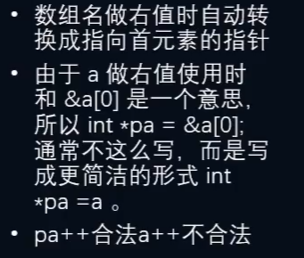 • 数组名做右值时自动转
换成指向首元素的指针
• 由于 a 做右值使用时
和 &a[0] 是一个意思，
所以 int *pa = &a[0];
通常不这么写，而是写
成更简洁的形式 int
*pa =a 。
• pa++合法a++不合法